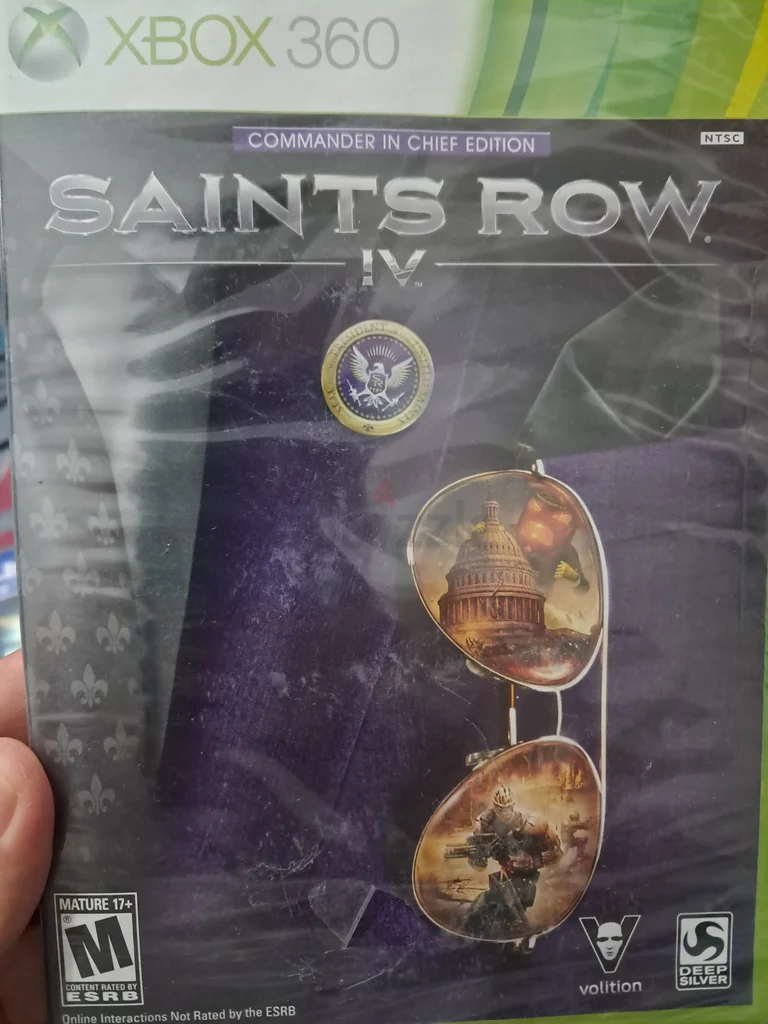 XBOX 360
COMMANDER IN CHIEF EDITION
NTSC
SAINTS ROW®
IV™
MATURE 17+
M
®
CONTENT RATED BY
ESRB
volition
DEEP
SILVER
Online Interactions Not Rated by the ESRB